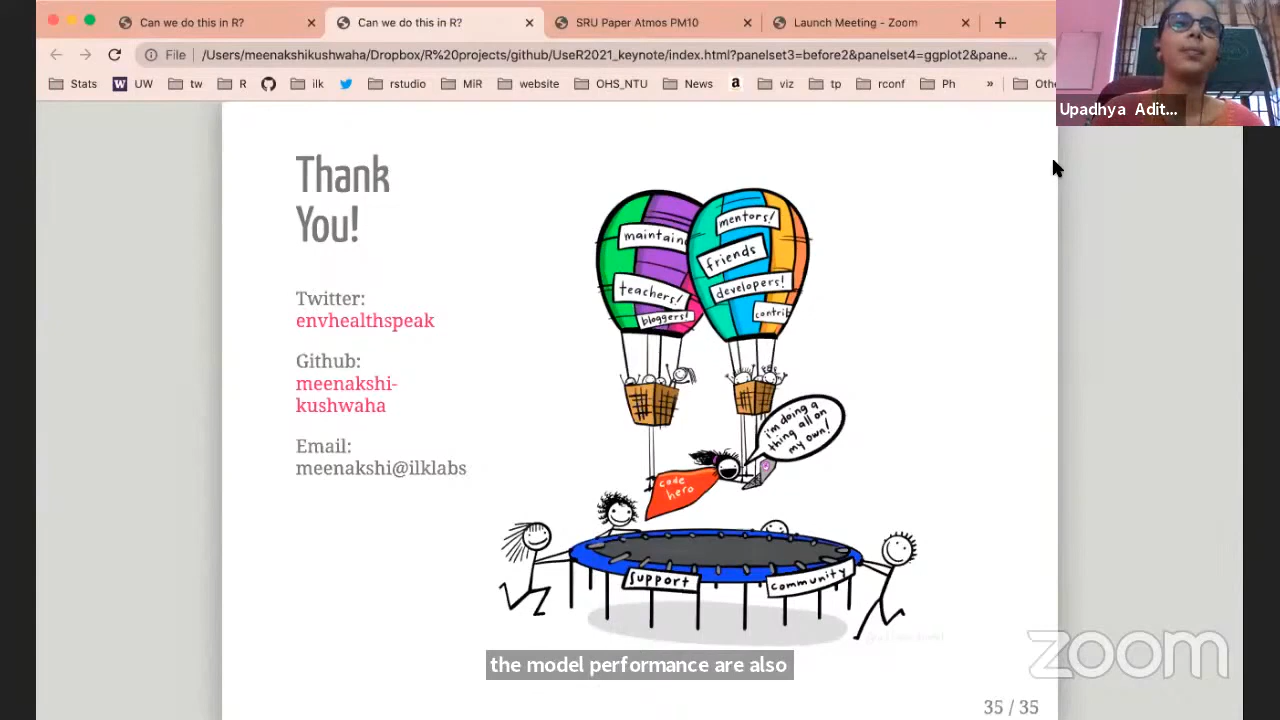 Can we do this in R?
Can we do this in R?
SRU Paper Atmos PM10
Launch Meeting - Zoom
File
/Users/meenakshikushwaha/Dropbox/R%20projects/github/UseR2021_keynote/index.html?panelset3=before2&panelset4=ggplot2&pane...
Stats
UW
tw
R
ilk
rstudio
MiR
website
OHS_NTU
News
viz
tp
rconf
Ph
»
Othe
Upadhya Adit...
Thank
You!
Twitter:
envhealthspeak
Github:
meenakshi-
kushwaha
Email:
meenakshi@ilklabs
maintain
teachers!
bloggers!
mentors!
friends
developers!
contrib
i'm doing a
thing all on
my own!
code
hero
support
community
the model performance are also
zoom
35 / 35